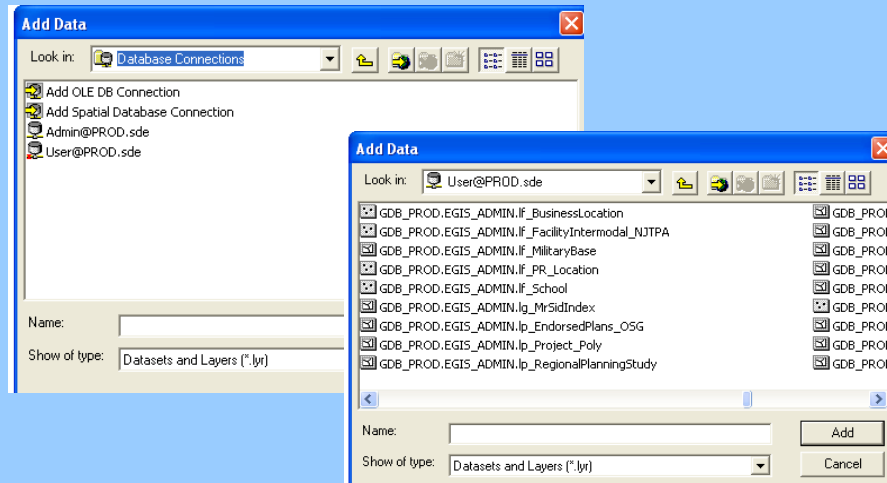 Add Data
Look in: Database Connections
Add OLE DB Connection
Add Spatial Database Connection
Admin@PROD.sde
User@PROD.sde
Name:
Show of type: Datasets and Layers (*.lyr)
Add Data
Look in: User@PROD.sde
GDB_PROD.EGIS_ADMIN.lf_BusinessLocation
GDB_PROD.EGIS_ADMIN.lf_FacilityIntermodal_NJTPA
GDB_PROD.EGIS_ADMIN.lf_MilitaryBase
GDB_PROD.EGIS_ADMIN.lf_PR_Location
GDB_PROD.EGIS_ADMIN.lf_School
GDB_PROD.EGIS_ADMIN.lg_MrSidIndex
GDB_PROD.EGIS_ADMIN.lp_EndorsedPlans_OSG
GDB_PROD.EGIS_ADMIN.lp_Project_Poly
GDB_PROD.EGIS_ADMIN.lp_RegionalPlanningStudy
Name:
Add
Show of type: Datasets and Layers (*.lyr)
Cancel